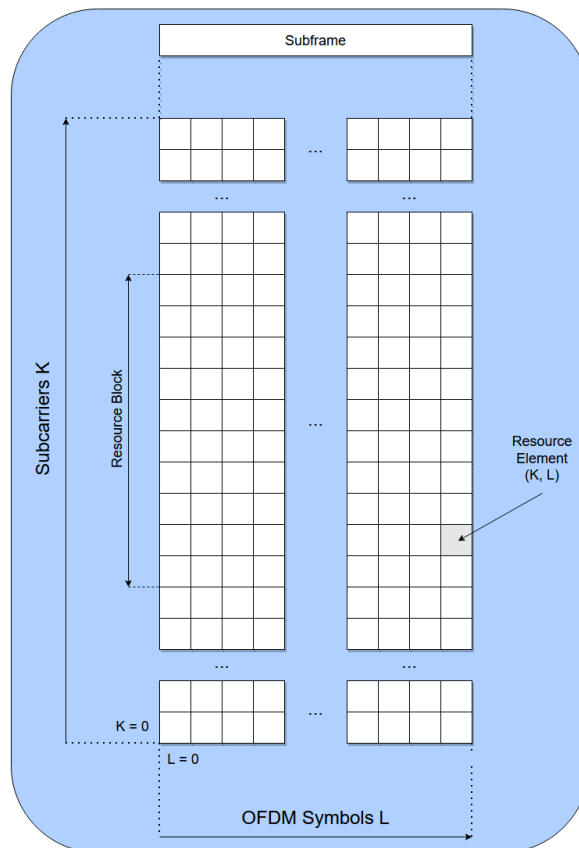 Subframe
...
...
...
Subcarriers K
Resource Block
...
Resource
Element
(K, L)
...
...
...
K = 0
L = 0
OFDM Symbols L